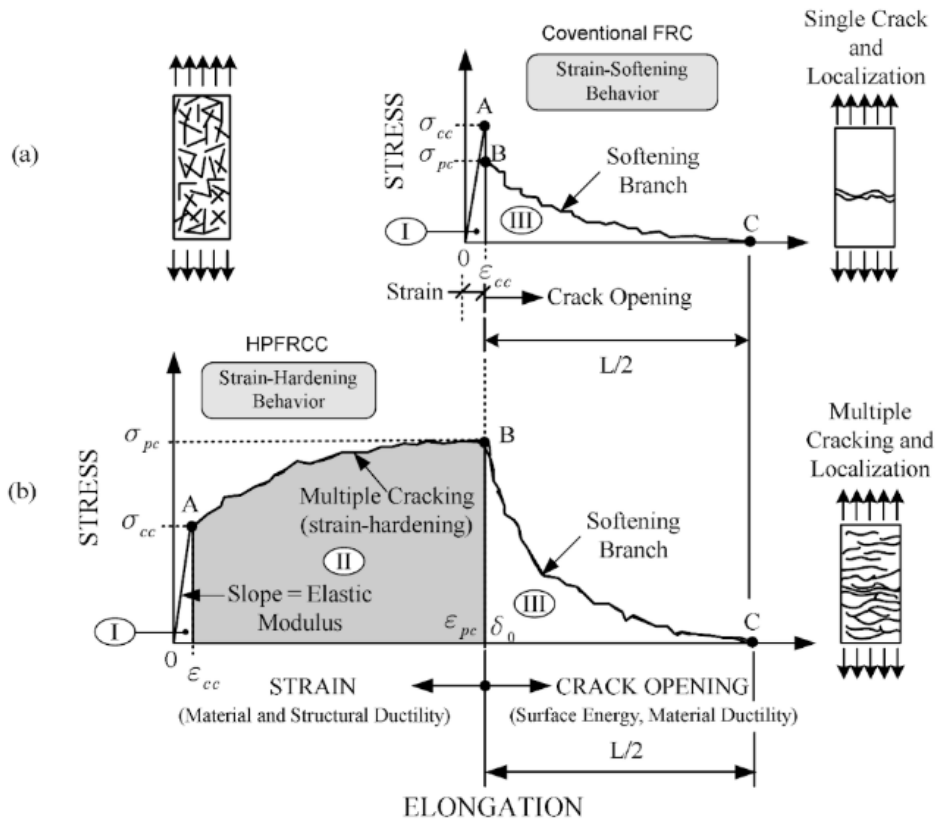 (a)
Coventional FRC
Strain-Softening
Behavior
Single Crack
and
Localization
STRESS
σcc
σpc
A
B
Softening
Branch
I
III
C
0
εcc
Strain
Crack Opening
L/2
(b)
HPFRCC
Strain-Hardening
Behavior
STRESS
σpc
σcc
A
B
Multiple Cracking
(strain-hardening)
II
Slope = Elastic
Modulus
I
Softening
Branch
III
C
εpc
δ0
0
εcc
Multiple
Cracking and
Localization
STRAIN
(Material and Structural Ductility)
CRACK OPENING
(Surface Energy, Material Ductility)
L/2
ELONGATION